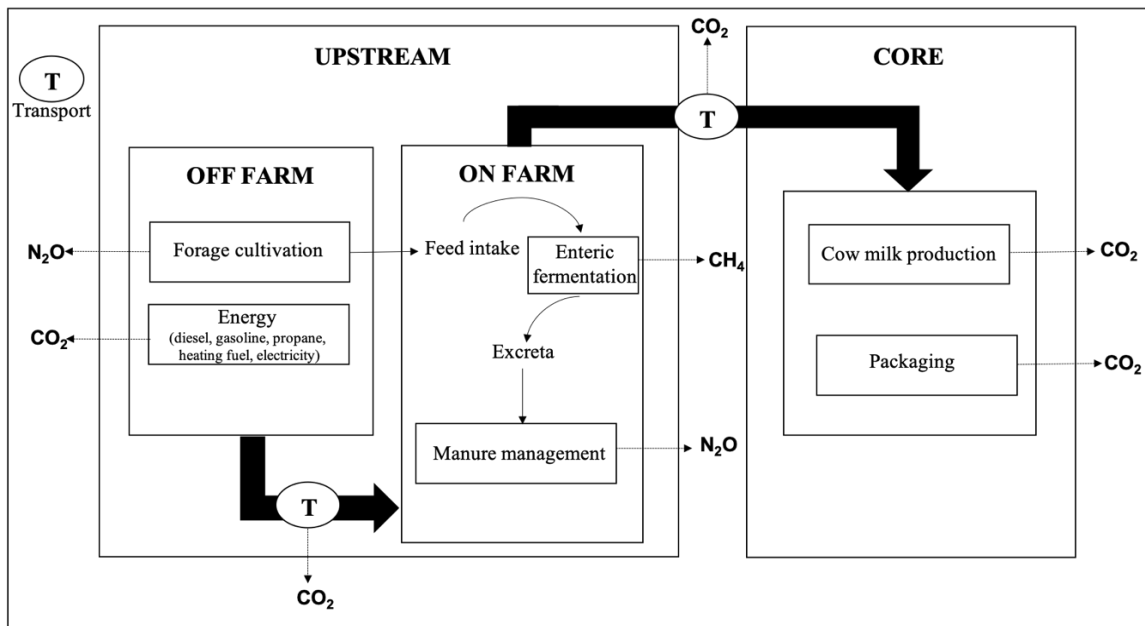 CO₂
UPSTREAM
CORE
T
Transport
T
OFF FARM
ON FARM
N₂O
Forage cultivation
Feed intake
Enteric
fermentation
CH₄
Cow milk production
CO₂
CO₂
Energy
(diesel, gasoline, propane,
heating fuel, electricity)
Excreta
Packaging
CO₂
Manure management
N₂O
T
CO₂